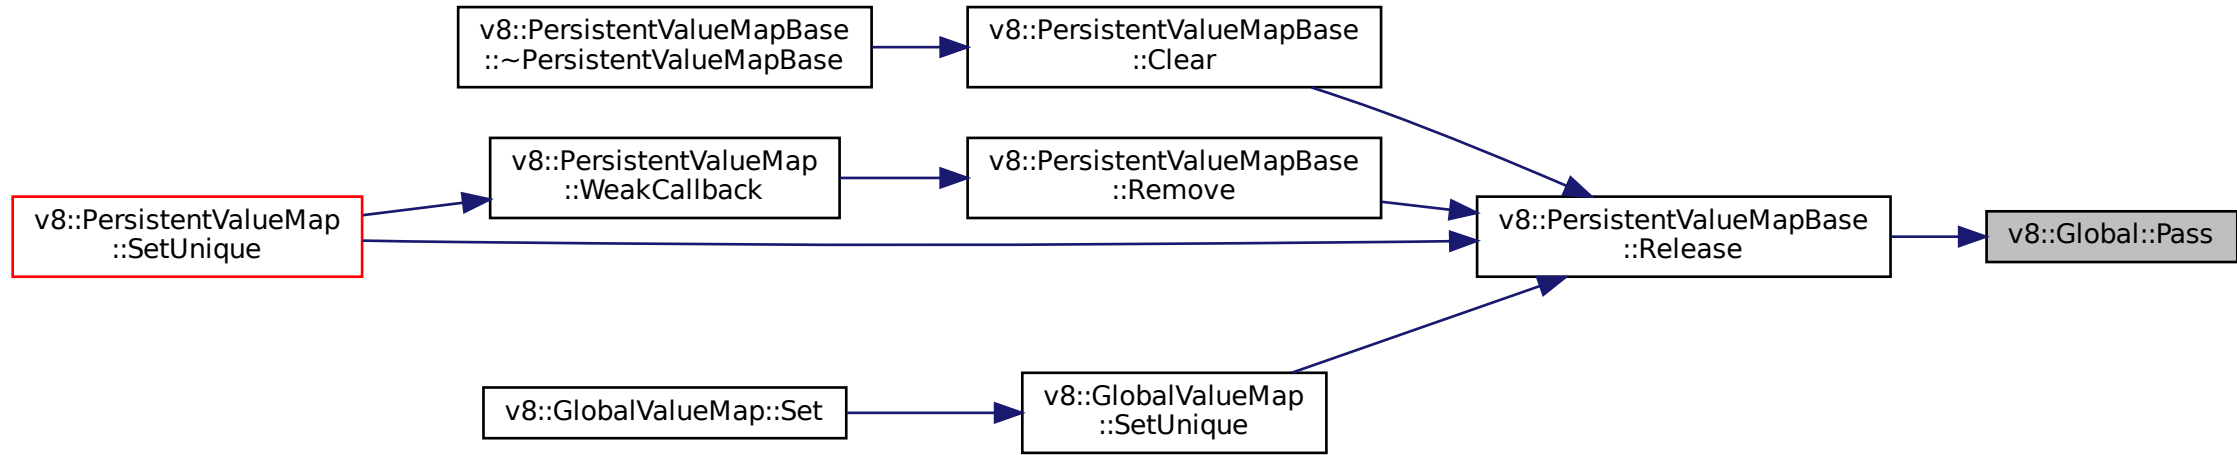 v8::PersistentValueMapBase
::~PersistentValueMapBase
v8::PersistentValueMapBase
::Clear
v8::PersistentValueMap
::WeakCallback
v8::PersistentValueMapBase
::Remove
v8::PersistentValueMap
::SetUnique
v8::PersistentValueMapBase
::Release
v8::Global::Pass
v8::GlobalValueMap::Set
v8::GlobalValueMap
::SetUnique